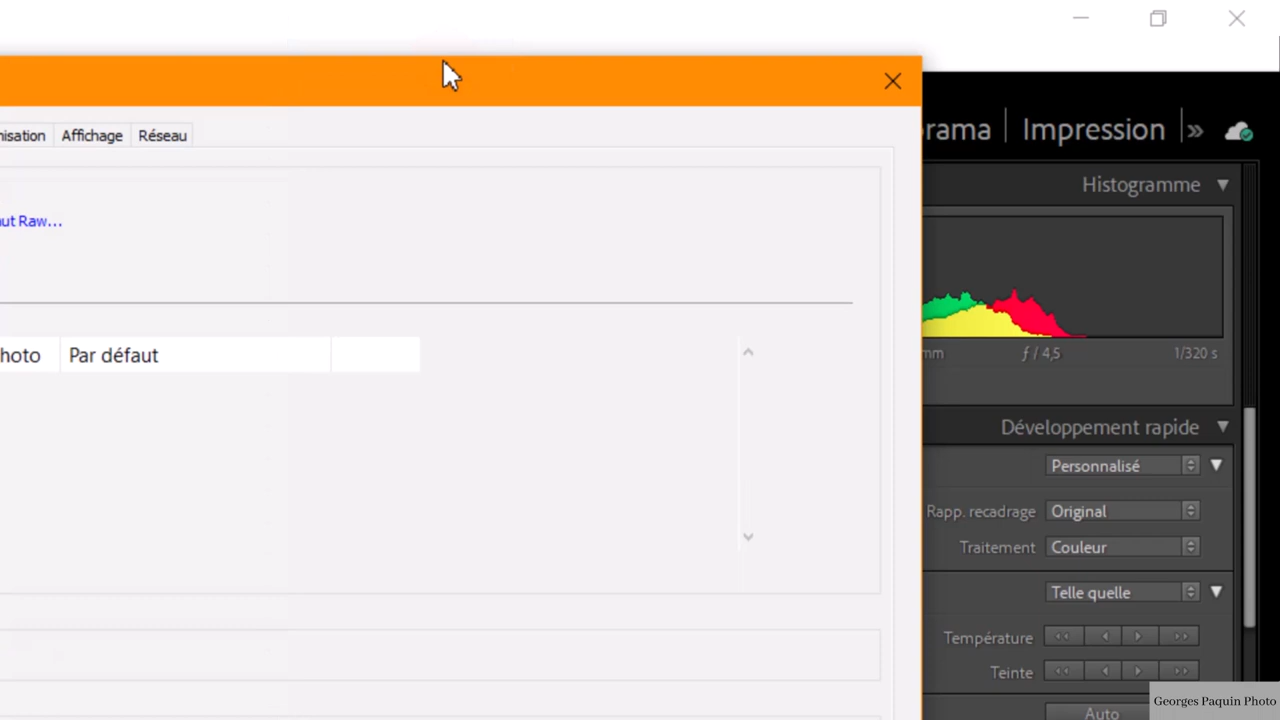 rama Impression »
nisation Affichage Réseau
Histogramme
ut Raw...
mm ƒ / 4,5 1/320 s
hoto Par défaut
Développement rapide
Personnalisé
Rapp. recadrage Original
Traitement Couleur
Telle quelle
Température
Teinte
Auto
Georges Paquin Photo